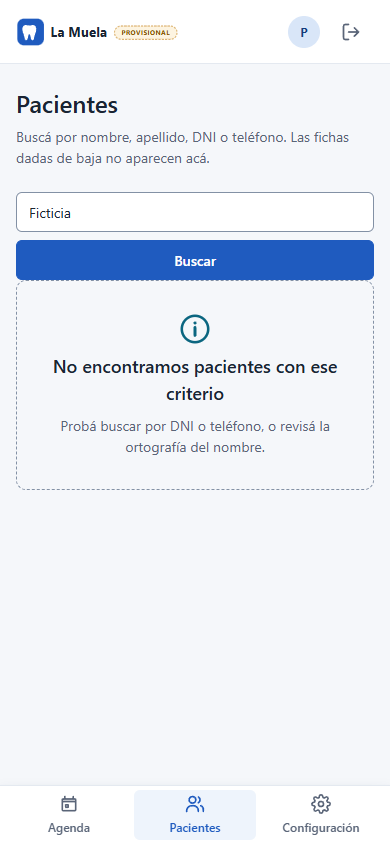 La Muela
PROVISIONAL
P
Pacientes
Buscá por nombre, apellido, DNI o teléfono. Las fichas
dadas de baja no aparecen acá.
Ficticia
Buscar
No encontramos pacientes con ese
criterio
Probá buscar por DNI o teléfono, o revisá la
ortografía del nombre.
Agenda
Pacientes
Configuración